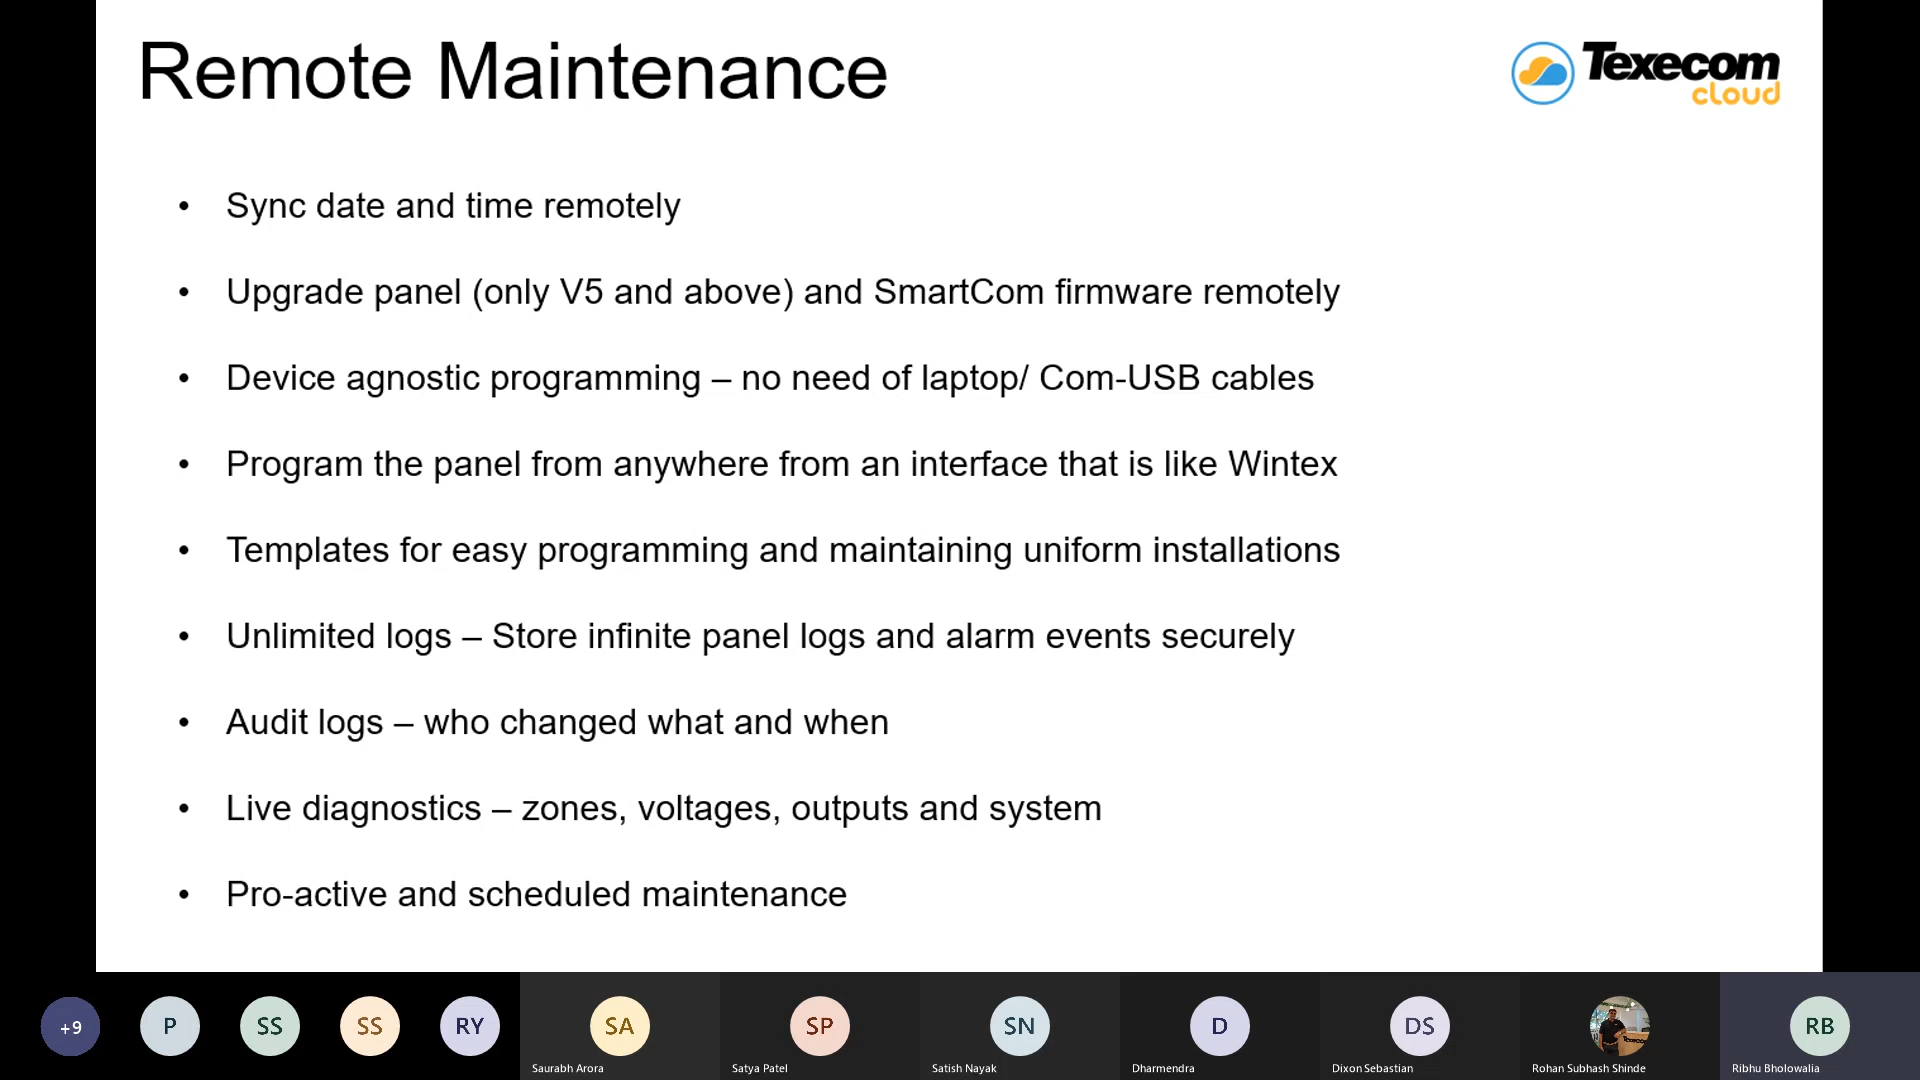 Remote Maintenance
Texecom
cloud
• Sync date and time remotely
• Upgrade panel (only V5 and above) and SmartCom firmware remotely
• Device agnostic programming – no need of laptop/ Com-USB cables
• Program the panel from anywhere from an interface that is like Wintex
• Templates for easy programming and maintaining uniform installations
• Unlimited logs – Store infinite panel logs and alarm events securely
• Audit logs – who changed what and when
• Live diagnostics – zones, voltages, outputs and system
• Pro-active and scheduled maintenance
+9 P SS SS RY SA SP SN D DS RB
Saurabh Arora Satya Patel Satish Nayak Dharmendra Dixon Sebastian Rohan Subhash Shinde Ribhu Bholowalia